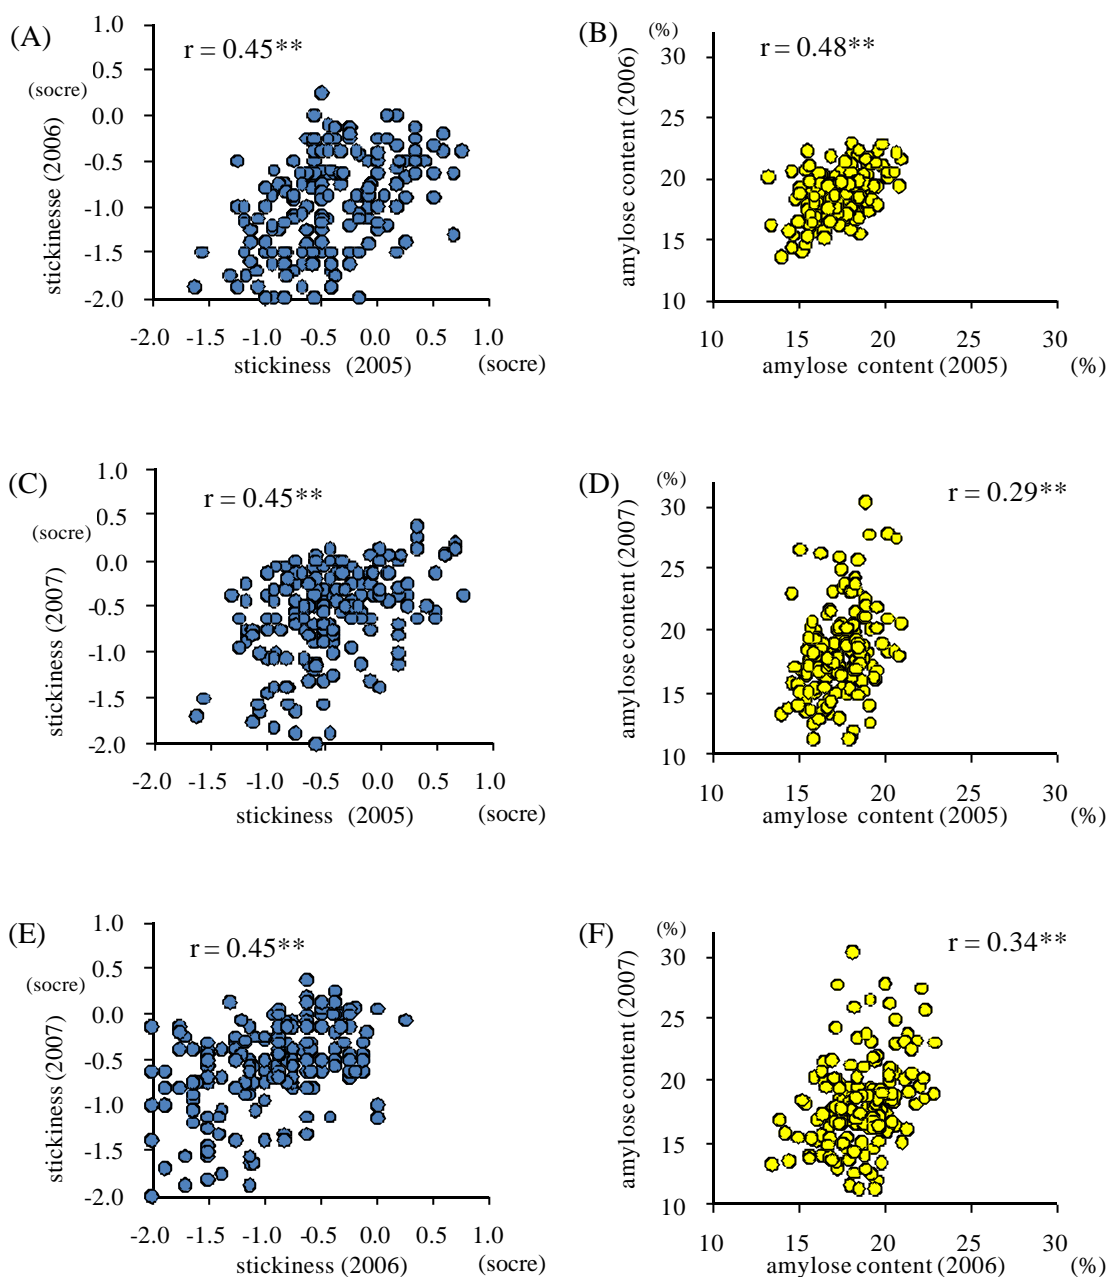 (A)
r = 0.45**
(socre)
stickinesse (2006)
1.0
0.5
0.0
-0.5
-1.0
-1.5
-2.0
-2.0 -1.5 -1.0 -0.5 0.0 0.5 1.0
stickiness (2005) (socre)
(B)
(%)
r = 0.48**
amylose content (2006)
30
25
20
15
10
10 15 20 25 30
amylose content (2005) (%)
(C)
r = 0.45**
(socre)
stickiness (2007)
1.0
0.5
0.0
-0.5
-1.0
-1.5
-2.0
-2.0 -1.5 -1.0 -0.5 0.0 0.5 1.0
stickiness (2005) (socre)
(D)
(%)
r = 0.29**
amylose content (2007)
30
25
20
15
10
10 15 20 25 30
amylose content (2005) (%)
(E)
r = 0.45**
(socre)
stickiness (2007)
1.0
0.5
0.0
-0.5
-1.0
-1.5
-2.0
-2.0 -1.5 -1.0 -0.5 0.0 0.5 1.0
stickiness (2006) (socre)
(F)
(%)
r = 0.34**
amylose content (2007)
30
25
20
15
10
10 15 20 25 30
amylose content (2006) (%)